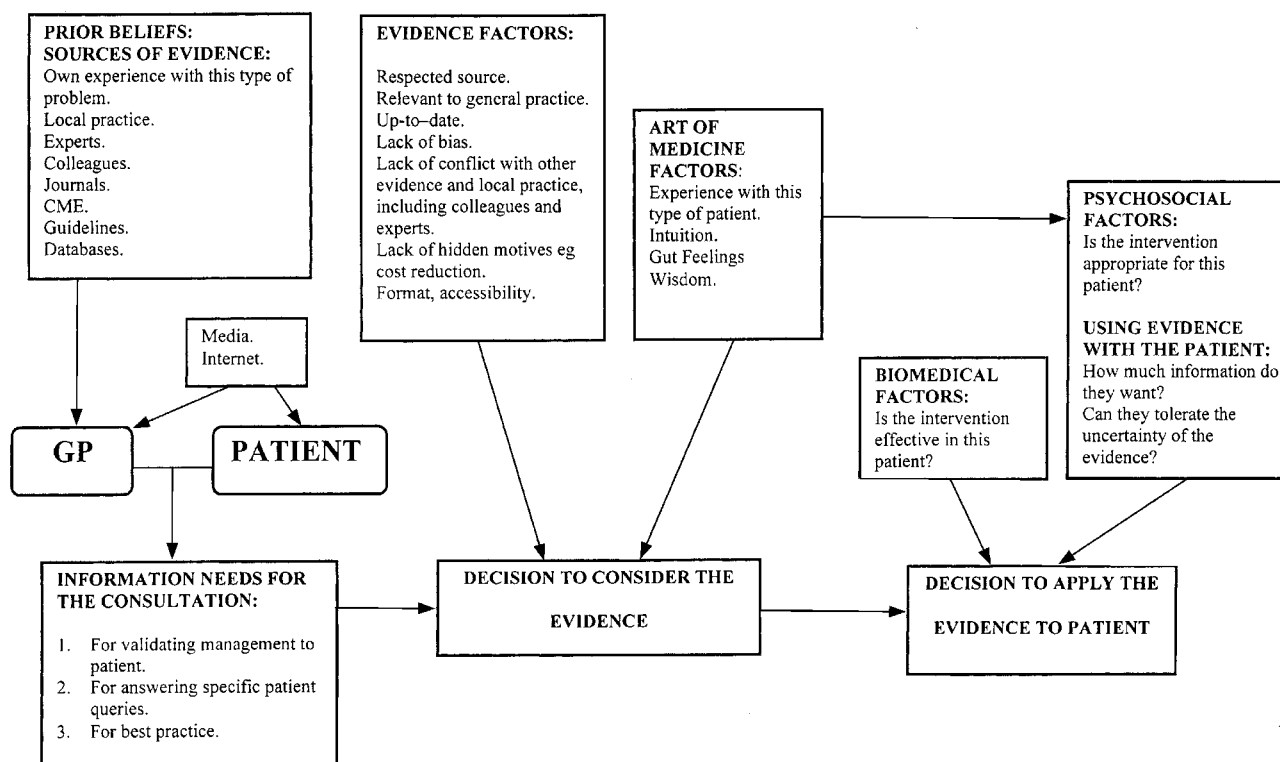 PRIOR BELIEFS:
SOURCES OF EVIDENCE:
Own experience with this type of
problem.
Local practice.
Experts.
Colleagues.
Journals.
CME.
Guidelines.
Databases.
EVIDENCE FACTORS:
Respected source.
Relevant to general practice.
Up-to–date.
Lack of bias.
Lack of conflict with other
evidence and local practice,
including colleagues and
experts.
Lack of hidden motives eg
cost reduction.
Format, accessibility.
ART OF
MEDICINE
FACTORS:
Experience with this
type of patient.
Intuition.
Gut Feelings
Wisdom.
PSYCHOSOCIAL
FACTORS:
Is the intervention
appropriate for this
patient?
USING EVIDENCE
WITH THE PATIENT:
How much information do
they want?
Can they tolerate the
uncertainty of the
evidence?
Media.
Internet.
BIOMEDICAL
FACTORS:
Is the intervention
effective in this
patient?
GP
PATIENT
INFORMATION NEEDS FOR
THE CONSULTATION:
1. For validating management to
patient.
2. For answering specific patient
queries.
3. For best practice.
DECISION TO CONSIDER THE
EVIDENCE
DECISION TO APPLY THE
EVIDENCE TO PATIENT